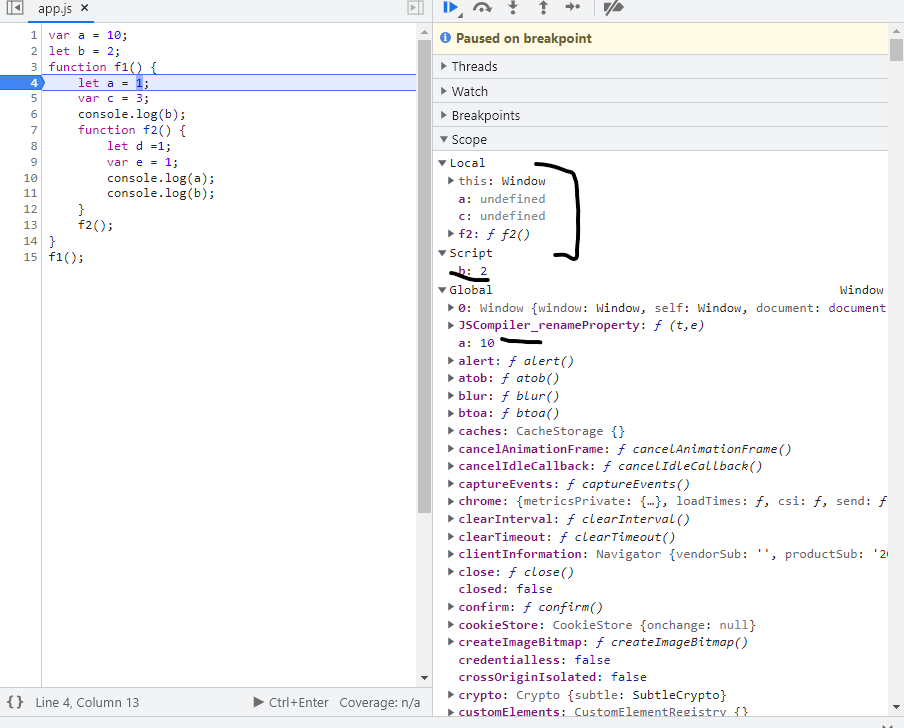 app.js ×
1 var a = 10;
2 let b = 2;
3 function f1() {
4 let a = 1;
5 var c = 3;
6 console.log(b);
7 function f2() {
8 let d =1;
9 var e = 1;
10 console.log(a);
11 console.log(b);
12 }
13 f2();
14 }
15 f1();
{} Line 4, Column 13
Ctrl+Enter Coverage: n/a
Paused on breakpoint
Threads
Watch
Breakpoints
Scope
Local
this: Window
a: undefined
c: undefined
f2: ƒ f2()
Script
b: 2
Global Window
0: Window {window: Window, self: Window, document: document
JSCompiler_renameProperty: ƒ (t,e)
a: 10
alert: ƒ alert()
atob: ƒ atob()
blur: ƒ blur()
btoa: ƒ btoa()
caches: CacheStorage {}
cancelAnimationFrame: ƒ cancelAnimationFrame()
cancelIdleCallback: ƒ cancelIdleCallback()
captureEvents: ƒ captureEvents()
chrome: {metricsPrivate: {…}, loadTimes: ƒ, csi: ƒ, send: ƒ
clearInterval: ƒ clearInterval()
clearTimeout: ƒ clearTimeout()
clientInformation: Navigator {vendorSub: '', productSub: '20
close: ƒ close()
closed: false
confirm: ƒ confirm()
cookieStore: CookieStore {onchange: null}
createImageBitmap: ƒ createImageBitmap()
credentialless: false
crossOriginIsolated: false
crypto: Crypto {subtle: SubtleCrypto}
customElements: CustomElementRegistry {}